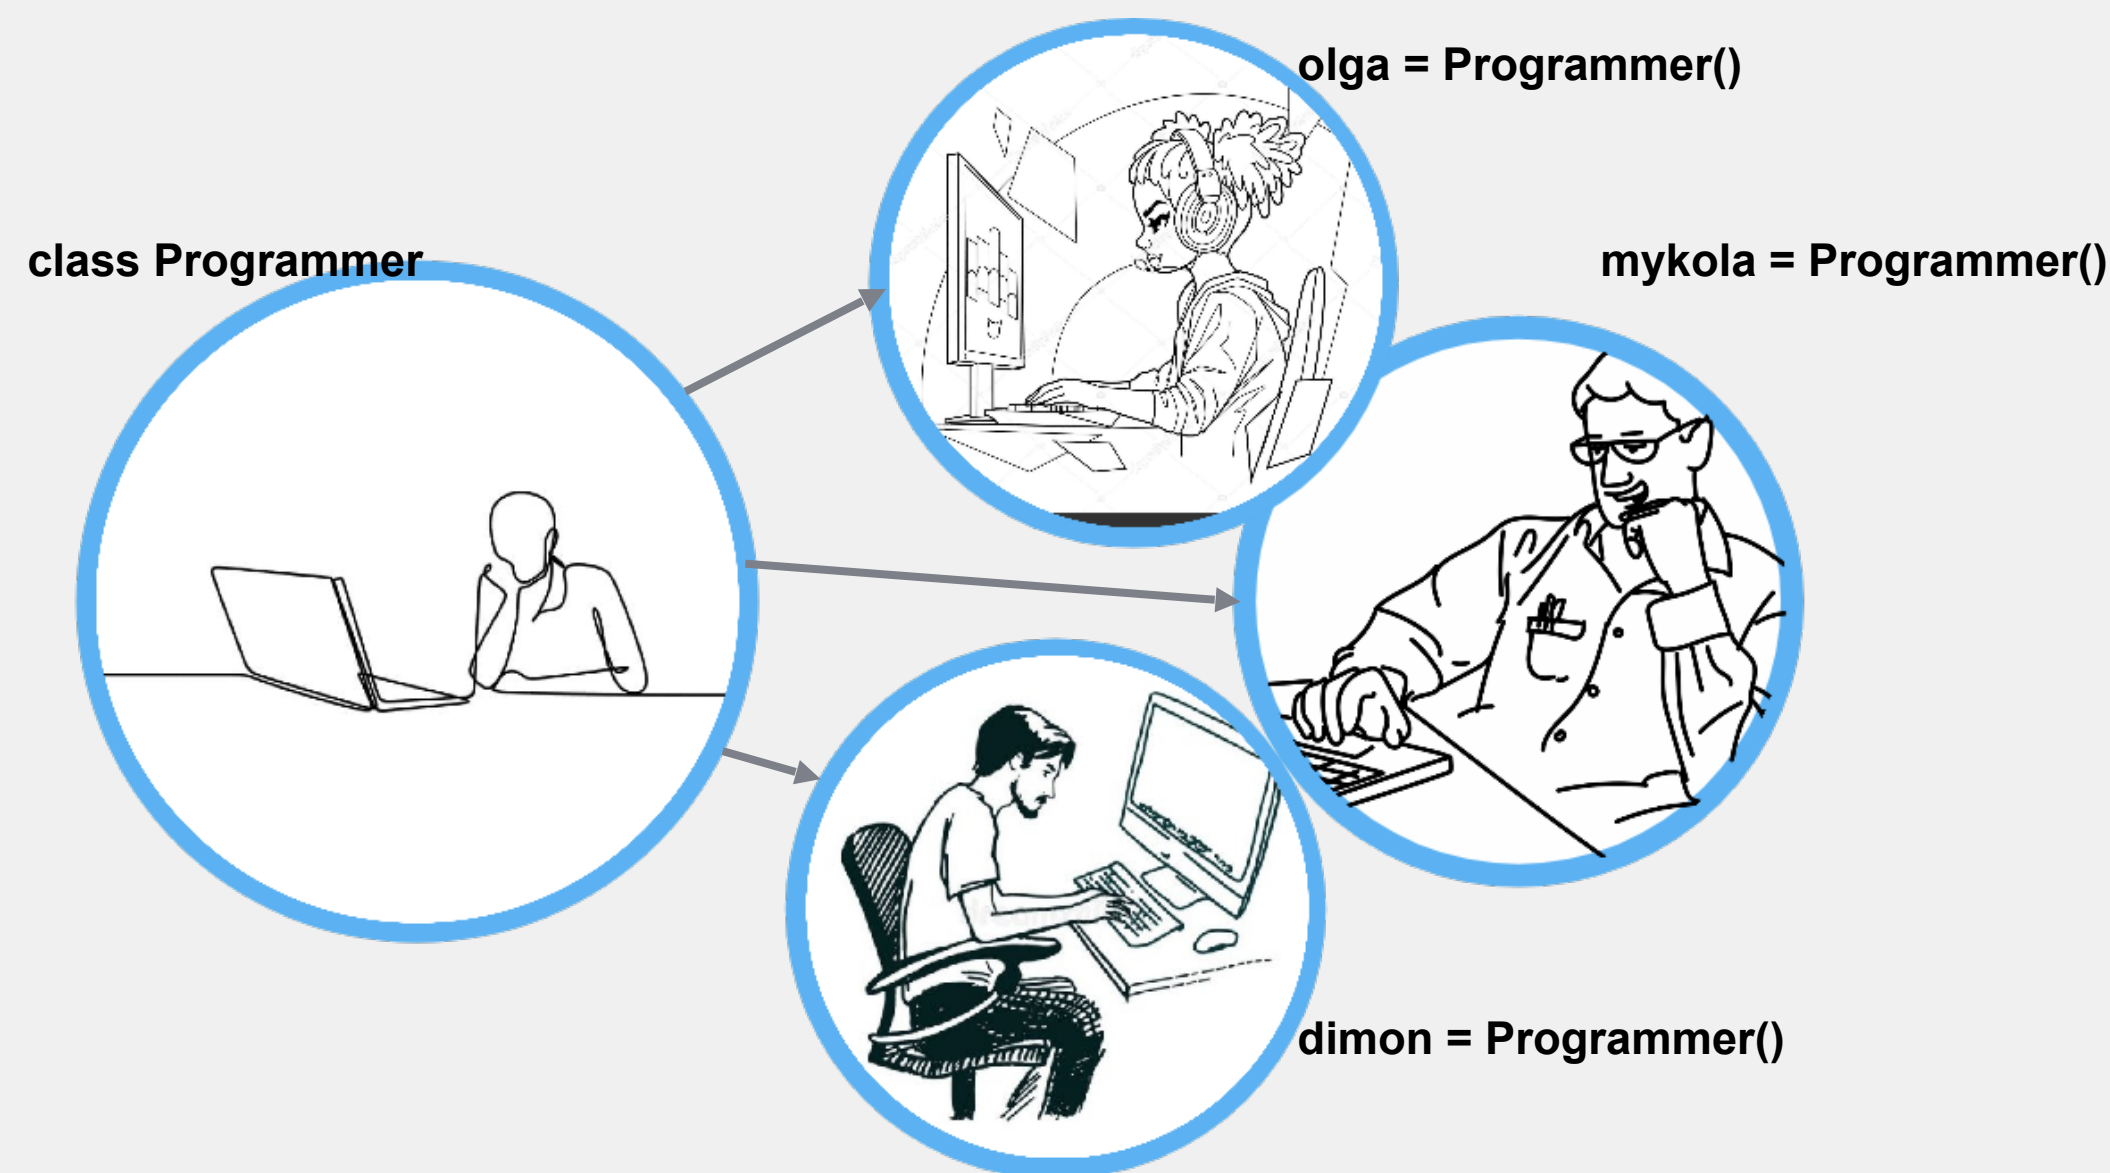 olga = Programmer()
class Programmer
mykola = Programmer()
dimon = Programmer()